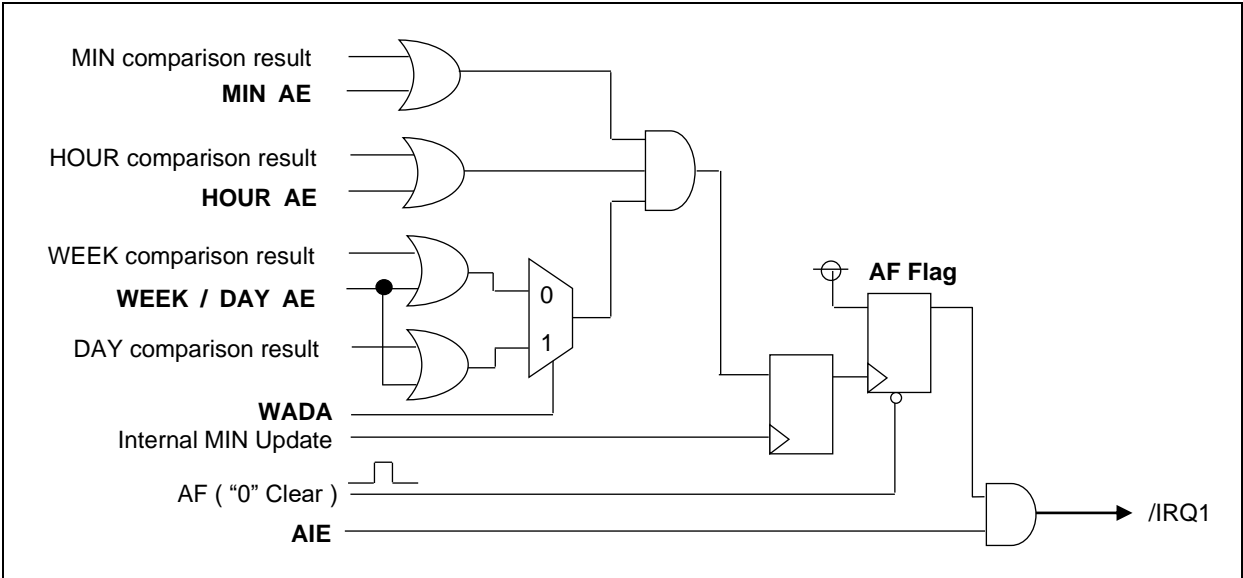 MIN comparison result
MIN AE
HOUR comparison result
HOUR AE
WEEK comparison result
WEEK / DAY AE
DAY comparison result
WADA
Internal MIN Update
AF ( “0” Clear )
AIE
0
1
AF Flag
/IRQ1